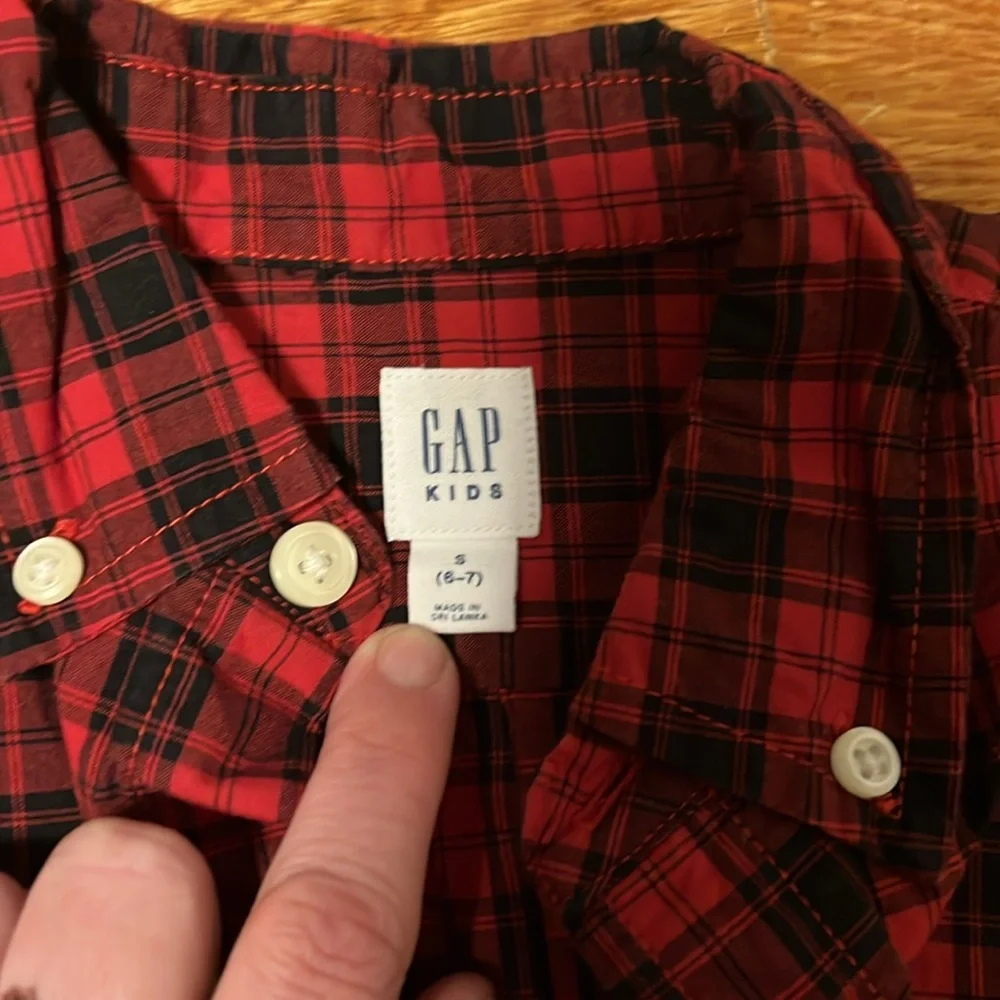 GAP
KIDS
S
(6-7)
MADE IN
SRI LANKA